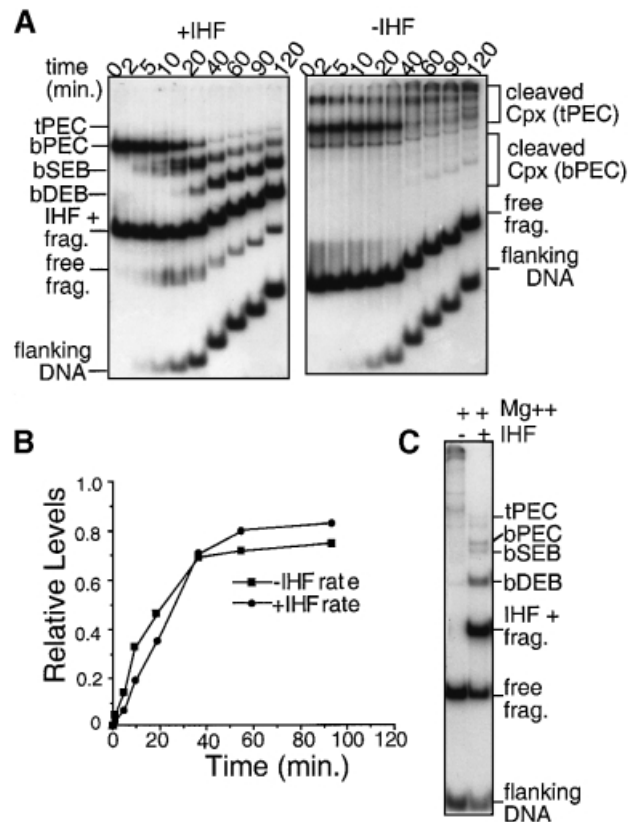 A
+IHF
-IHF
time (min.)
0 2 5 10 20 40 60 90 120
0 2 5 10 20 40 60 90 120
tPEC
bPEC
bSEB
bDEB
IHF +
frag.
free
frag.
flanking
DNA
cleaved
Cpx (tPEC)
cleaved
Cpx (bPEC)
free
frag.
flanking
DNA
B
Relative Levels
1.0
0.8
0.6
0.4
0.2
0
-IHF rate
+IHF rate
0 20 40 60 80 100 120
Time (min.)
C
+ + Mg++
- + IHF
tPEC
bPEC
bSEB
bDEB
IHF +
frag.
free
frag.
flanking
DNA